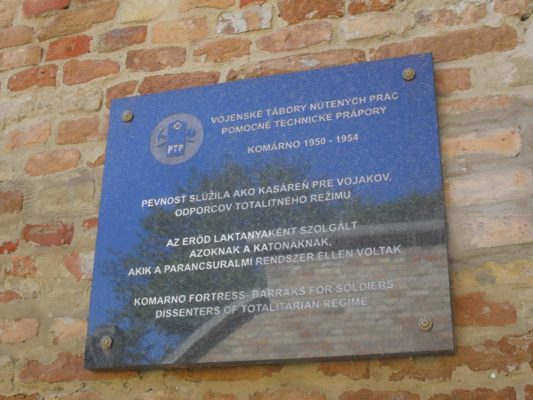 VOJENSKÉ TÁBORY NÚTENÝCH PRÁC
POMOCNÉ TECHNICKÉ PRÁPORY
KOMÁRNO 1950 - 1954
PTP
PEVNOSŤ SLÚŽILA AKO KASÁREŇ PRE VOJAKOV,
ODPORCOV TOTALITNÉHO REŽIMU
AZ ERŐD LAKTANYAKÉNT SZOLGÁLT
AZOKNAK A KATONÁKNAK,
AKIK A PARANCSURALMI RENDSZER ELLEN VOLTAK
KOMARNO FORTRESS- BARRAKS FOR SOLDIERS
DISSENTERS OF TOTALITARIAN REGIME